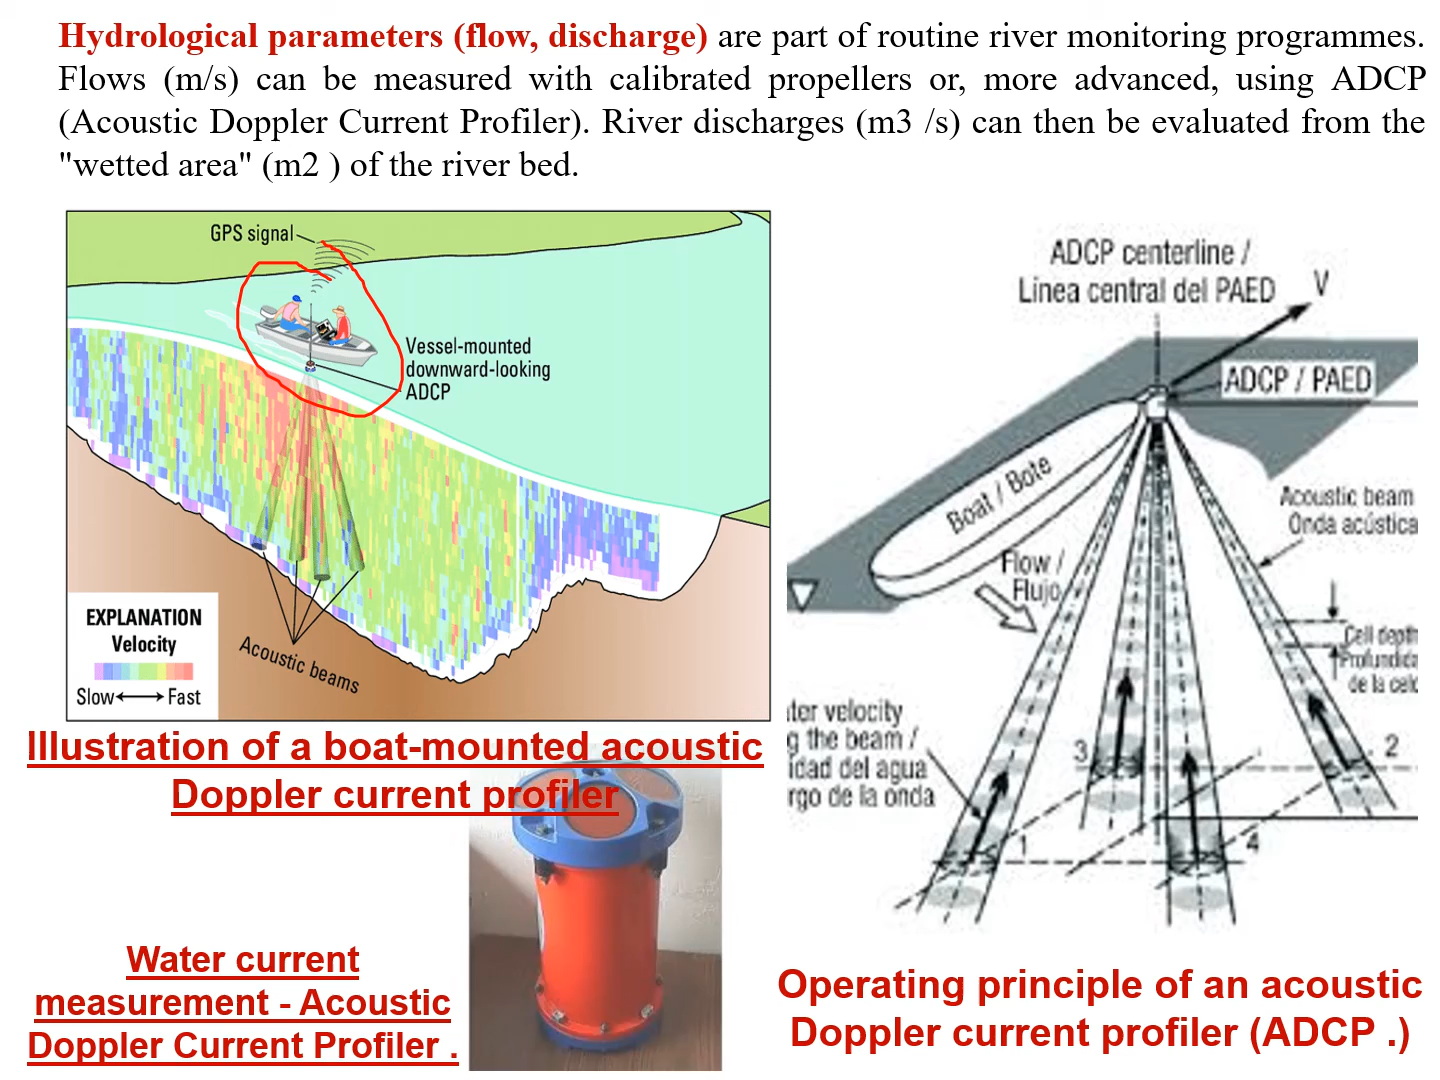 Hydrological parameters (flow, discharge) are part of routine river monitoring programmes.
Flows (m/s) can be measured with calibrated propellers or, more advanced, using ADCP
(Acoustic Doppler Current Profiler). River discharges (m3 /s) can then be evaluated from the
"wetted area" (m2 ) of the river bed.
GPS signal
Vessel-mounted
downward-looking
ADCP
EXPLANATION
Velocity
Slow
Fast
Acoustic beams
Illustration of a boat-mounted acoustic
Doppler current profiler
Water current
measurement - Acoustic
Doppler Current Profiler .
ADCP centerline /
Linea central del PAED
V
ADCP / PAED
Boat / Bote
Acoustic beam
Onda acústica
Flow /
Flujo
Cell depth
Profundida
de la celd
ter velocity
g the beam /
idad del agua
rgo de la onda
3
2
1
4
Operating principle of an acoustic
Doppler current profiler (ADCP .)